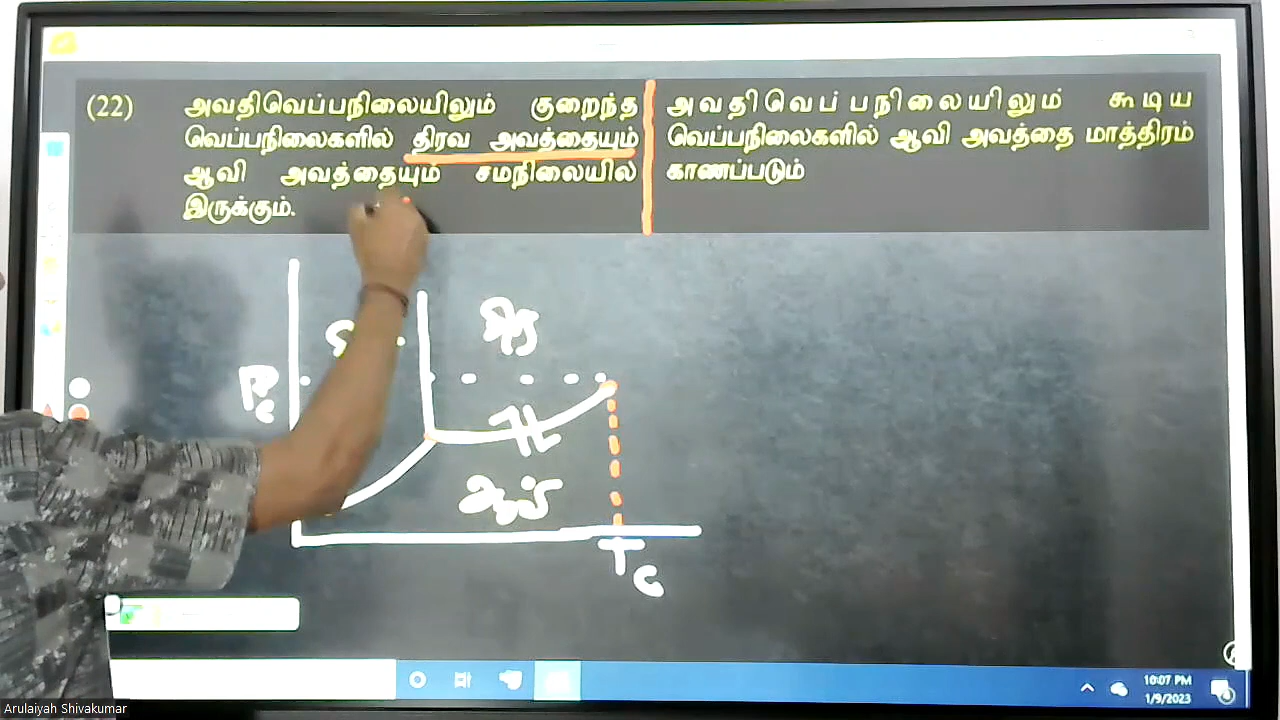 (22)
அவதிவெப்பநிலையிலும் குறைந்த
வெப்பநிலைகளில் திரவ அவத்தையும்
ஆவி அவத்தையும் சமநிலையில்
இருக்கும்.
அவதிவெப்பநிலையிலும் கூடிய
வெப்பநிலைகளில் ஆவி அவத்தை மாத்திரம்
காணப்படும்
திர
Pc
ஆவி
Tc
10:07 PM
1/9/2023
Arulaiyah Shivakumar